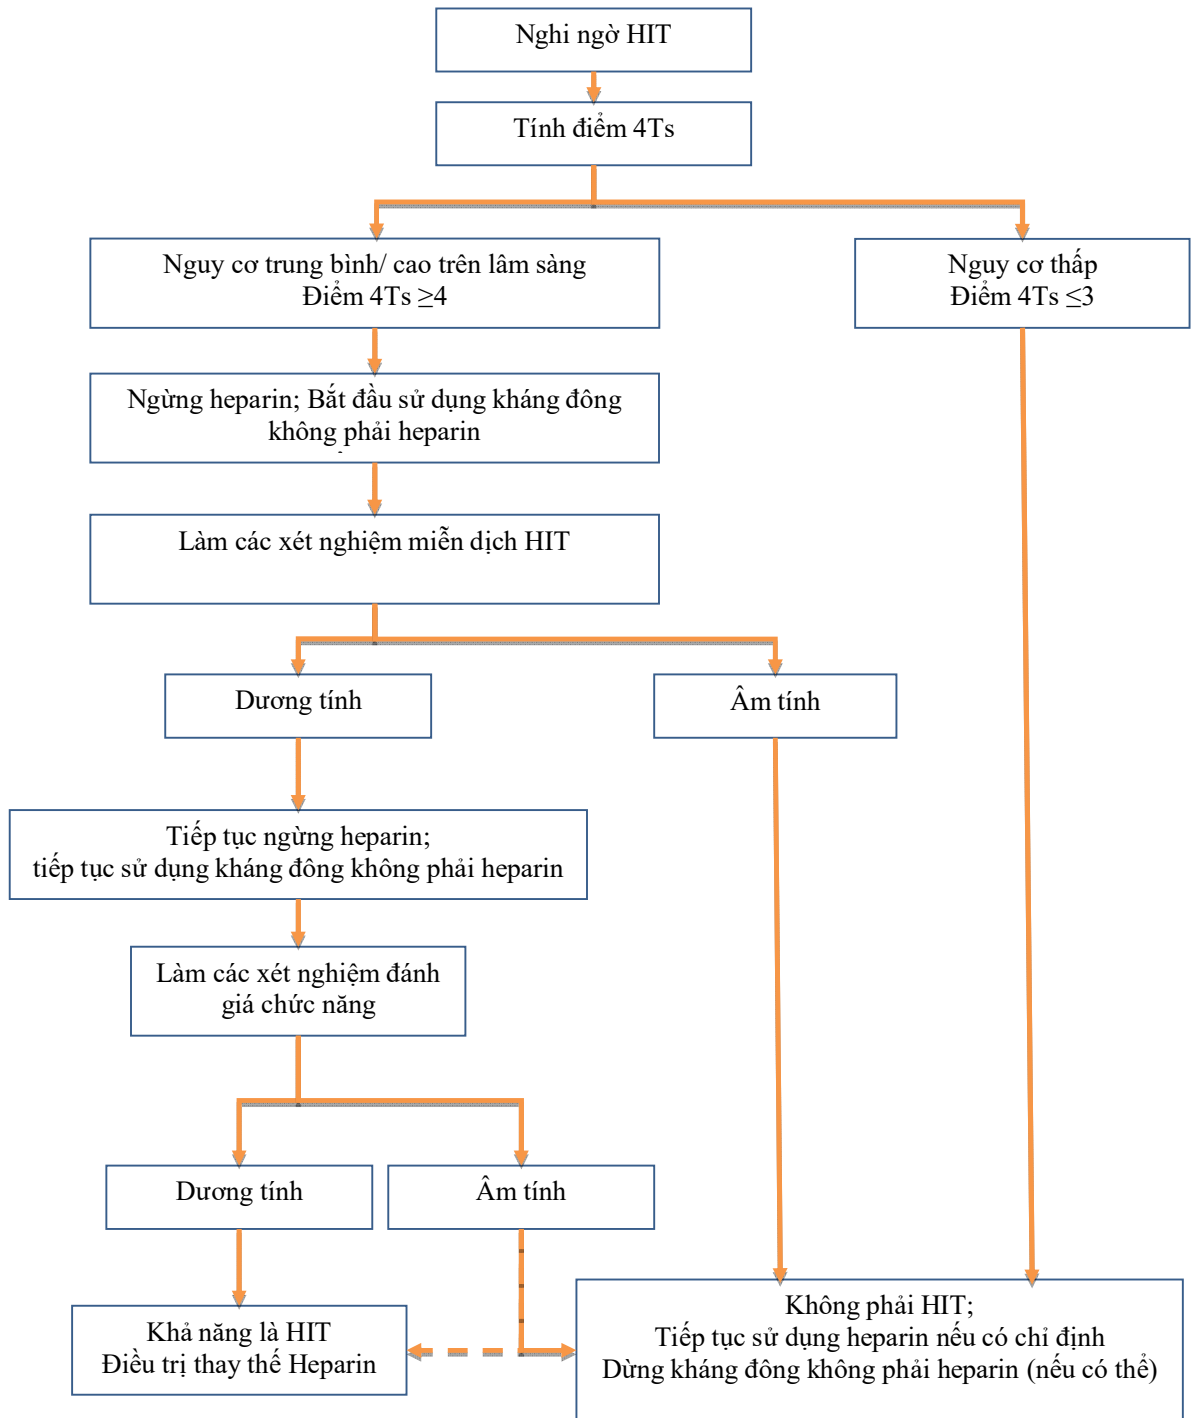 Nghi ngờ HIT
Tính điểm 4Ts
Nguy cơ trung bình/ cao trên lâm sàng
Điểm 4Ts ≥4
Nguy cơ thấp
Điểm 4Ts ≤3
Ngừng heparin; Bắt đầu sử dụng kháng đông
không phải heparin
Làm các xét nghiệm miễn dịch HIT
Dương tính
Âm tính
Tiếp tục ngừng heparin;
tiếp tục sử dụng kháng đông không phải heparin
Làm các xét nghiệm đánh
giá chức năng
Dương tính
Âm tính
Khả năng là HIT
Điều trị thay thế Heparin
Không phải HIT;
Tiếp tục sử dụng heparin nếu có chỉ định
Dừng kháng đông không phải heparin (nếu có thể)